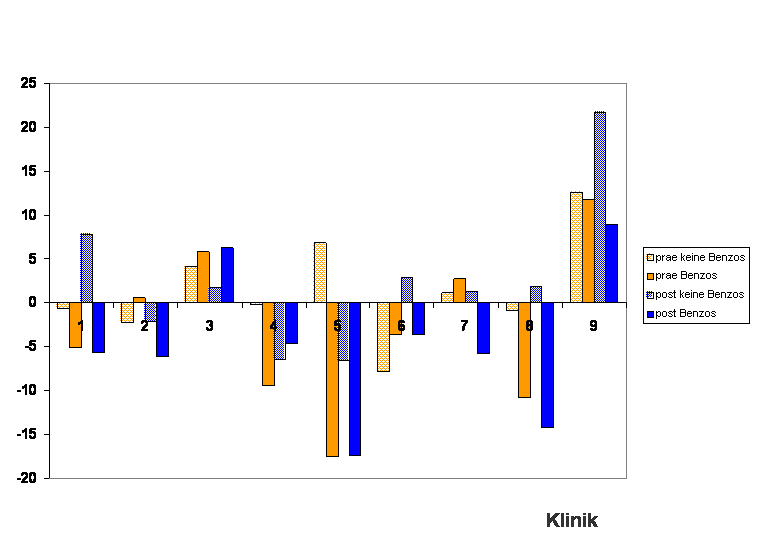 25
20
15
10
5
0
-5
-10
-15
-20
1 2 3 4 5 6 7 8 9
prae keine Benzos
prae Benzos
post keine Benzos
post Benzos
Klinik